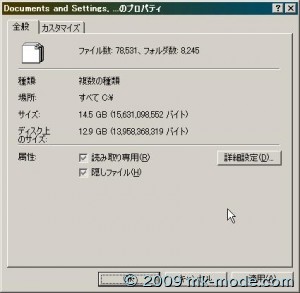 Documents and Settings, ...のプロパティ
全般 カスタマイズ
ファイル数: 78,531、フォルダ数: 8,245
種類: 複数の種類
場所: すべて C:¥
サイズ: 14.5 GB (15,631,098,552 バイト)
ディスク上
のサイズ: 12.9 GB (13,958,368,319 バイト)
属性: 読み取り専用(R) 詳細設定(D)...
隠しファイル(H)
キャンセル 適用(A)
© 2009 mk-mode.com